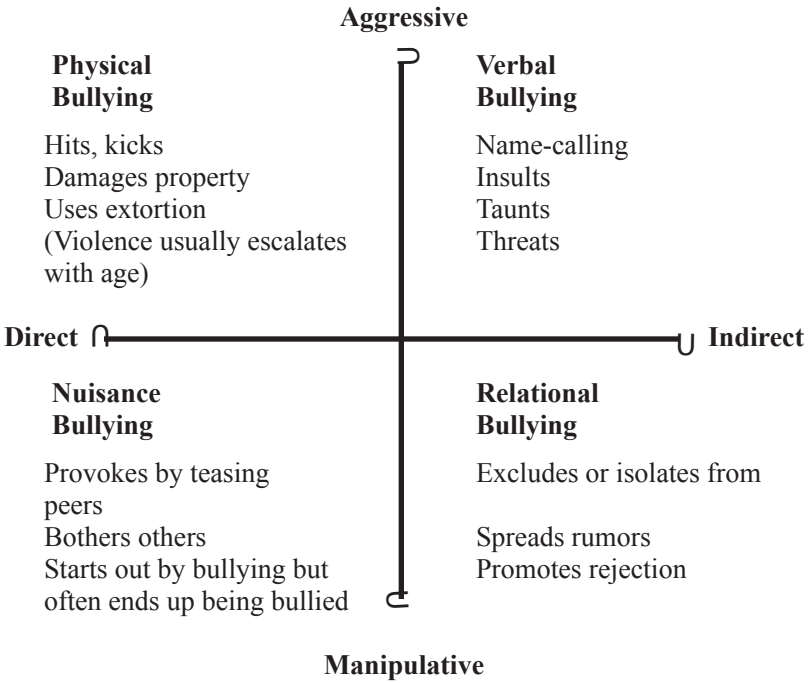 Aggressive
Physical
Bullying
Hits, kicks
Damages property
Uses extortion
(Violence usually escalates
with age)
Verbal
Bullying
Name-calling
Insults
Taunts
Threats
Direct
Indirect
Nuisance
Bullying
Provokes by teasing
peers
Bothers others
Starts out by bullying but
often ends up being bullied
Relational
Bullying
Excludes or isolates from
Spreads rumors
Promotes rejection
Manipulative